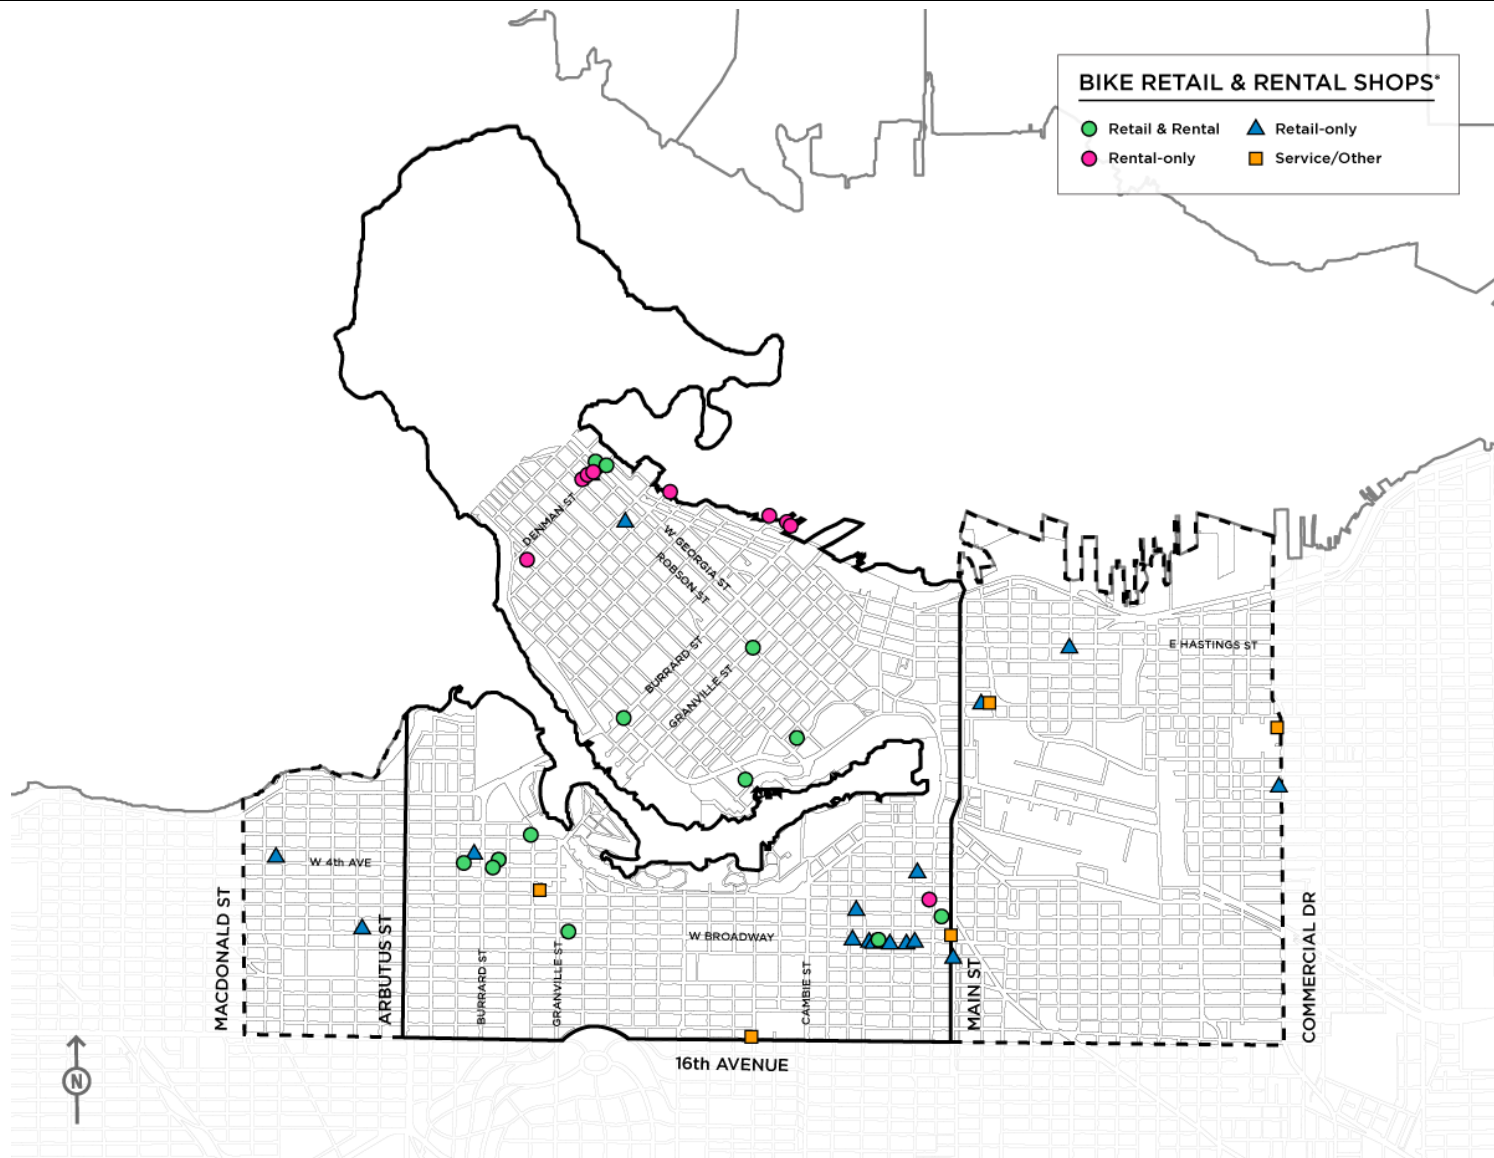 BIKE RETAIL & RENTAL SHOPS*
Retail & Rental
Retail-only
Rental-only
Service/Other
DENMAN ST
W GEORGIA ST
ROBSON ST
BURRARD ST
GRANVILLE ST
E HASTINGS ST
W 4th AVE
W BROADWAY
MACDONALD ST
ARBUTUS ST
BURRARD ST
GRANVILLE ST
CAMBIE ST
MAIN ST
COMMERCIAL DR
16th AVENUE
N